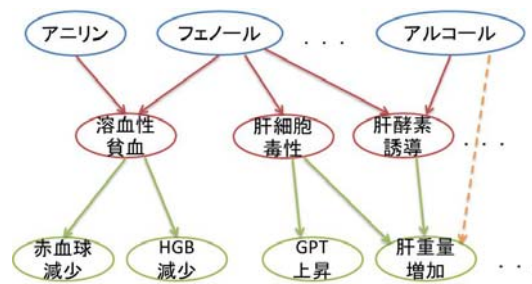 アニリン
フェノール
・・・
アルコール
溶血性
貧血
肝細胞
毒性
肝酵素
誘導
・・・
赤血球
減少
HGB
減少
GPT
上昇
肝重量
増加
・・